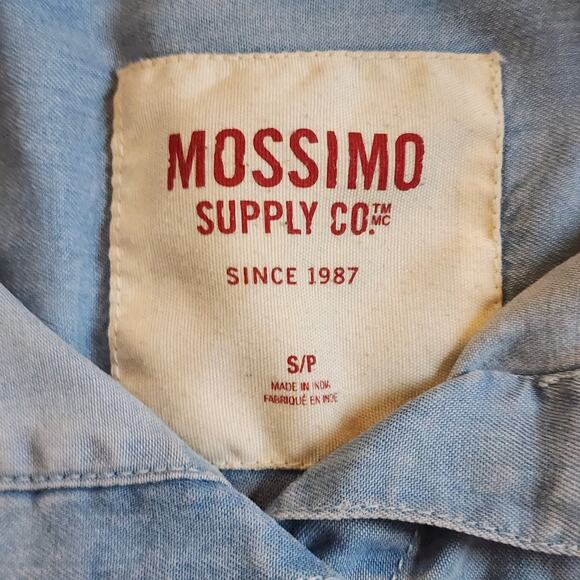 MOSSIMO
SUPPLY CO.™ MC
SINCE 1987
S/P
MADE IN INDIA
FABRIQUÉ EN INDE